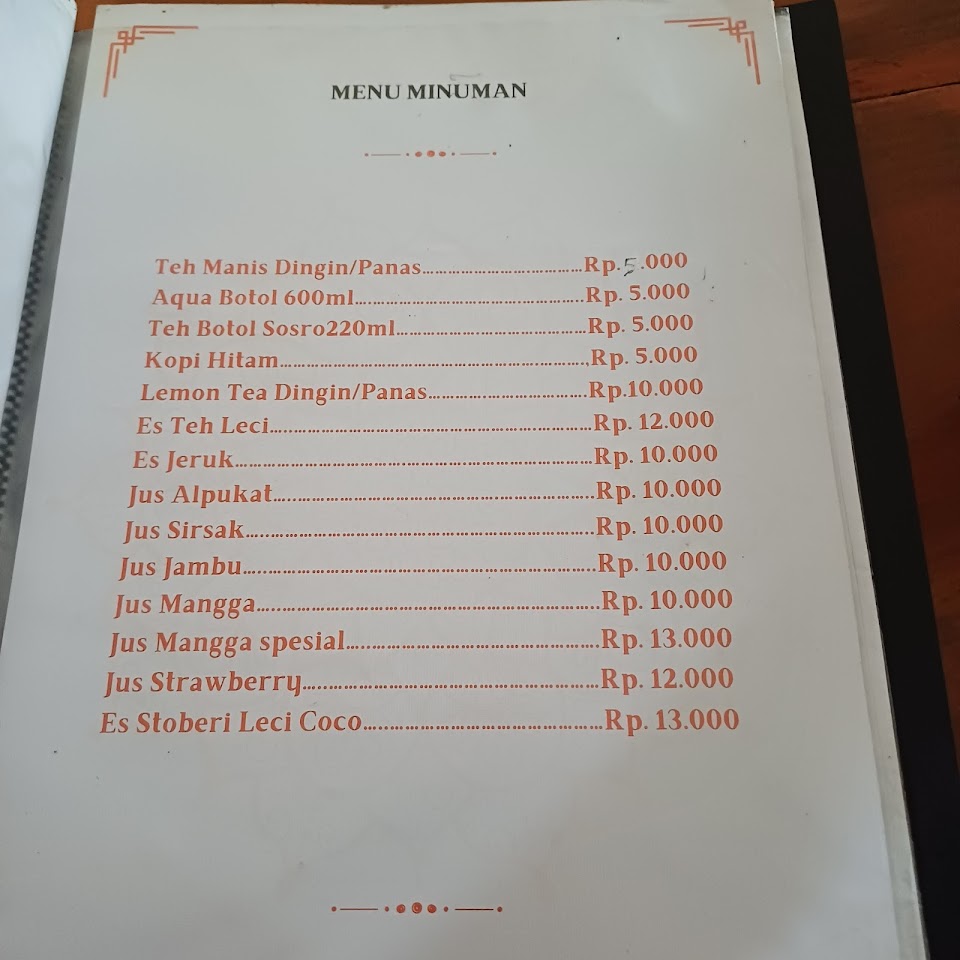 MENU MINUMAN
Teh Manis Dingin/Panas........................................Rp.5.000
Aqua Botol 600ml........................................Rp. 5.000
Teh Botol Sosro220ml........................................Rp. 5.000
Kopi Hitam........................................Rp. 5.000
Lemon Tea Dingin/Panas........................................Rp.10.000
Es Teh Leci........................................Rp. 12.000
Es Jeruk........................................Rp. 10.000
Jus Alpukat........................................Rp. 10.000
Jus Sirsak........................................Rp. 10.000
Jus Jambu........................................Rp. 10.000
Jus Mangga........................................Rp. 10.000
Jus Mangga spesial........................................Rp. 13.000
Jus Strawberry........................................Rp. 12.000
Es Stoberi Leci Coco........................................Rp. 13.000